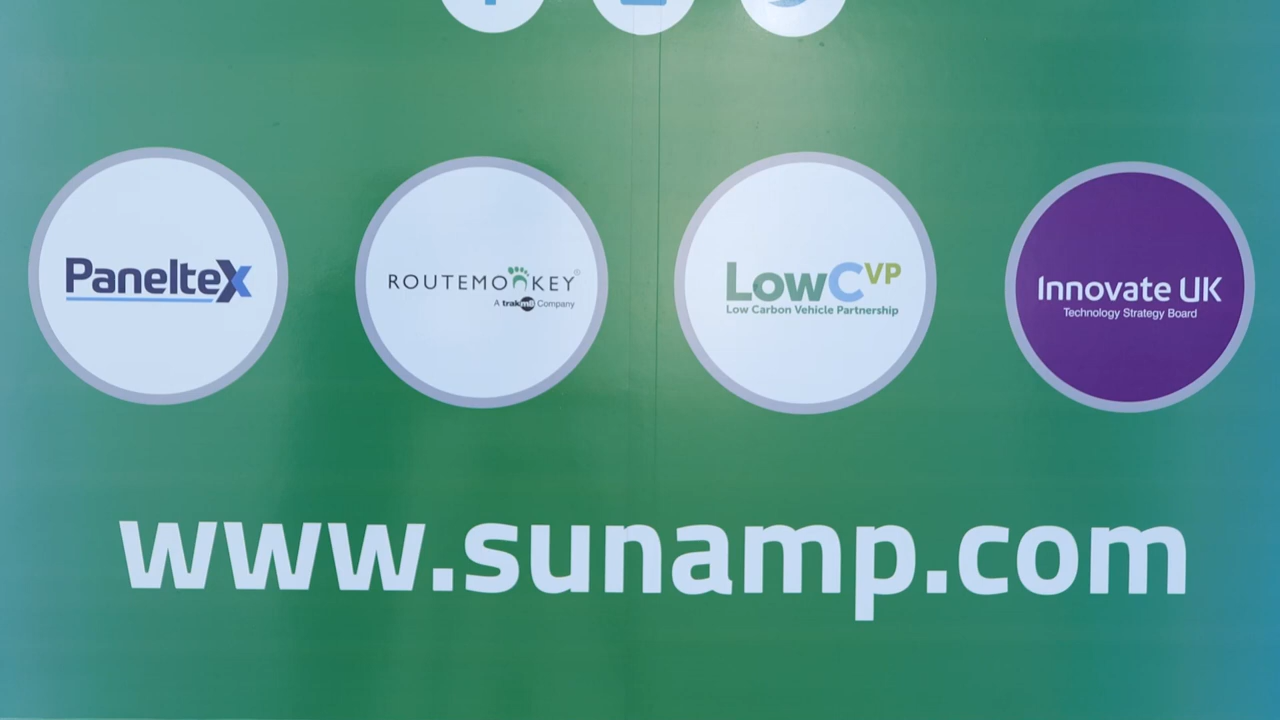 Paneltex
ROUTEMONKEY®
A trakm8 Company
LowCVP
Low Carbon Vehicle Partnership
Innovate UK
Technology Strategy Board
www.sunamp.com